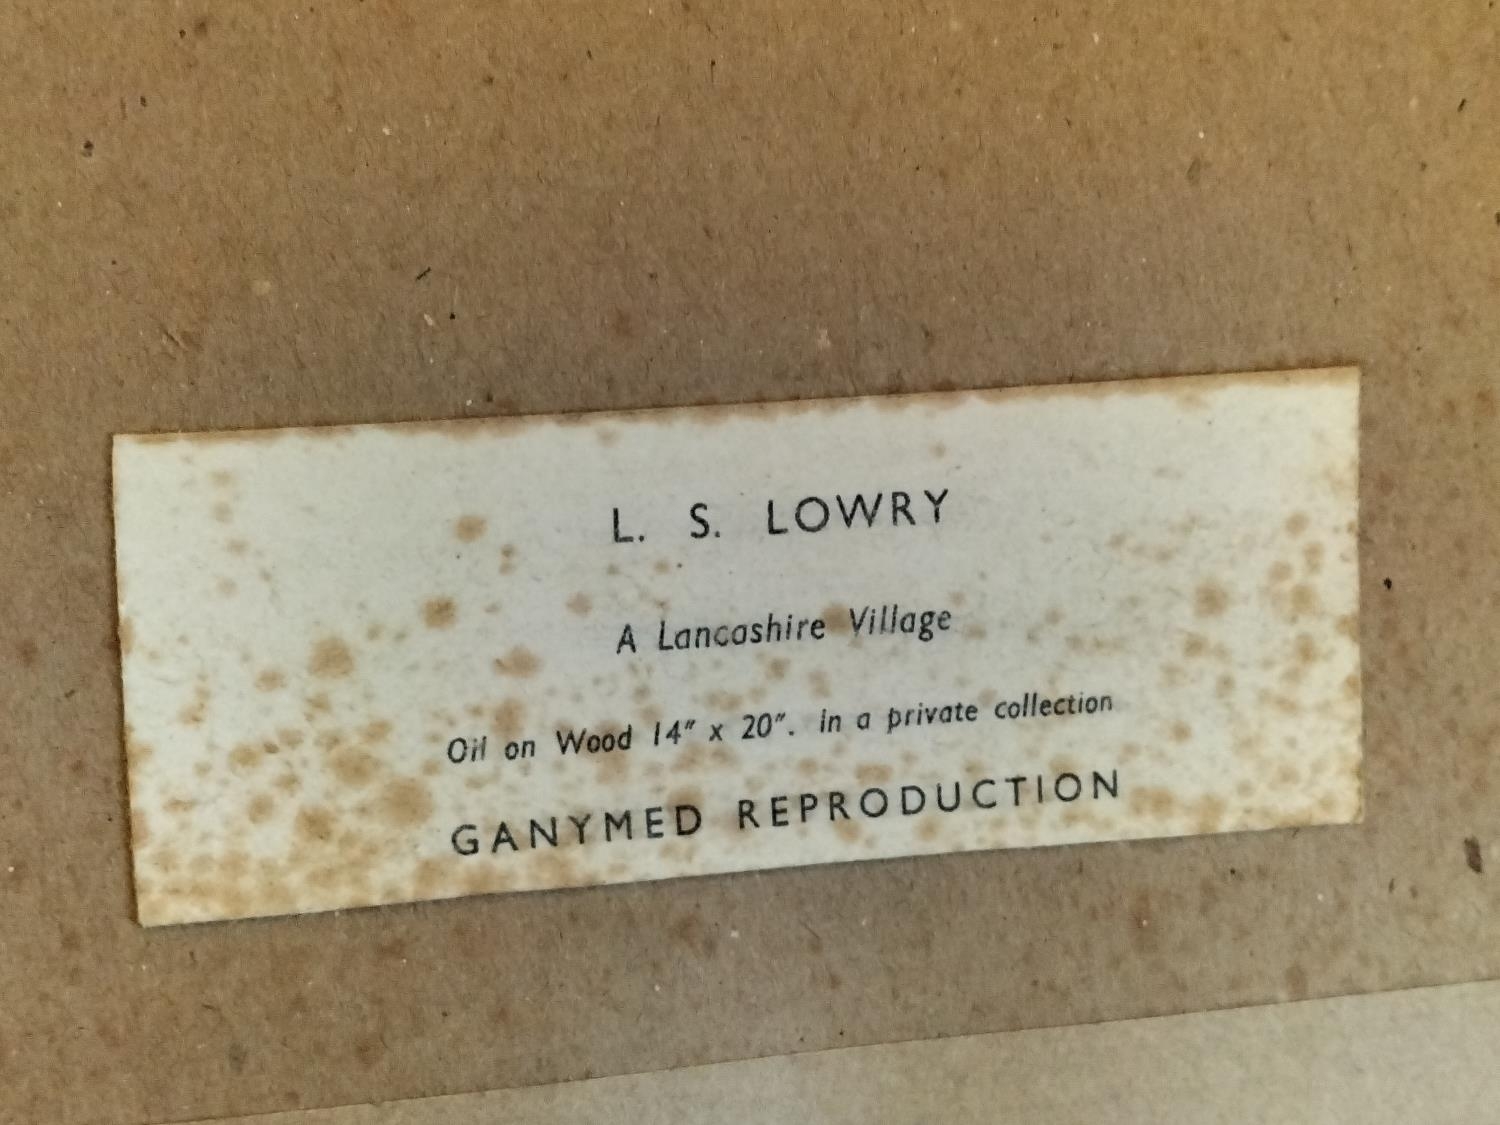 L. S. LOWRY
A Lancashire Village
Oil on Wood 14" x 20". In a private collection
GANYMED REPRODUCTION